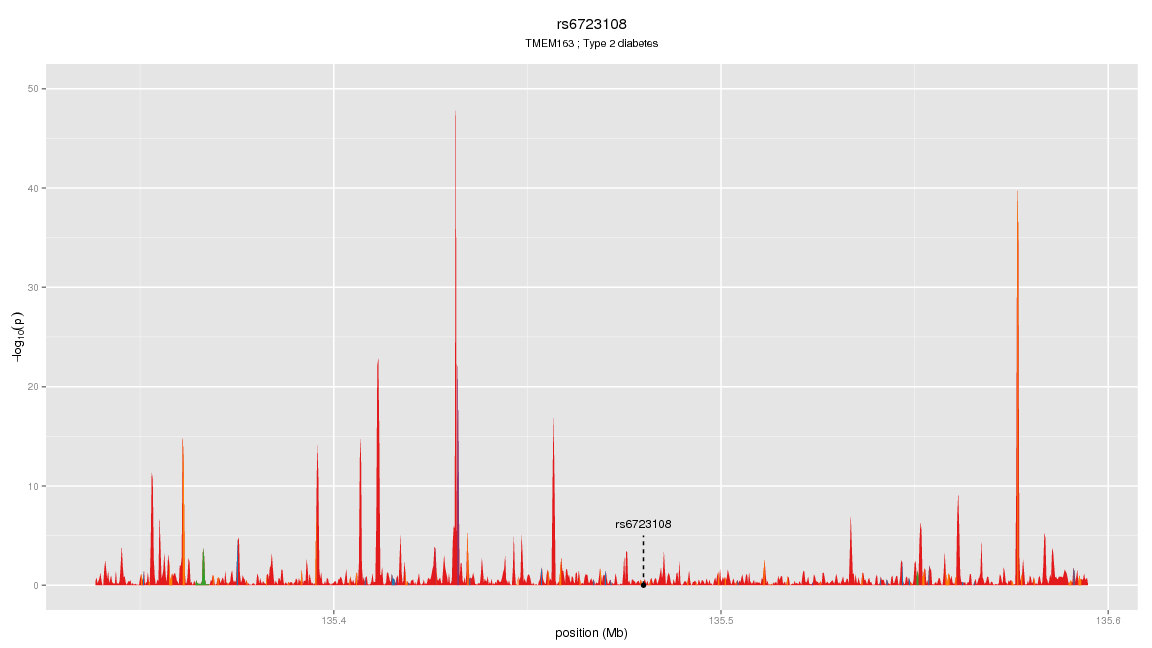 rs6723108
TMEM163 ; Type 2 diabetes
50
40
30
20
10
0
−log10(p)
rs6723108
135.4
135.5
135.6
position (Mb)